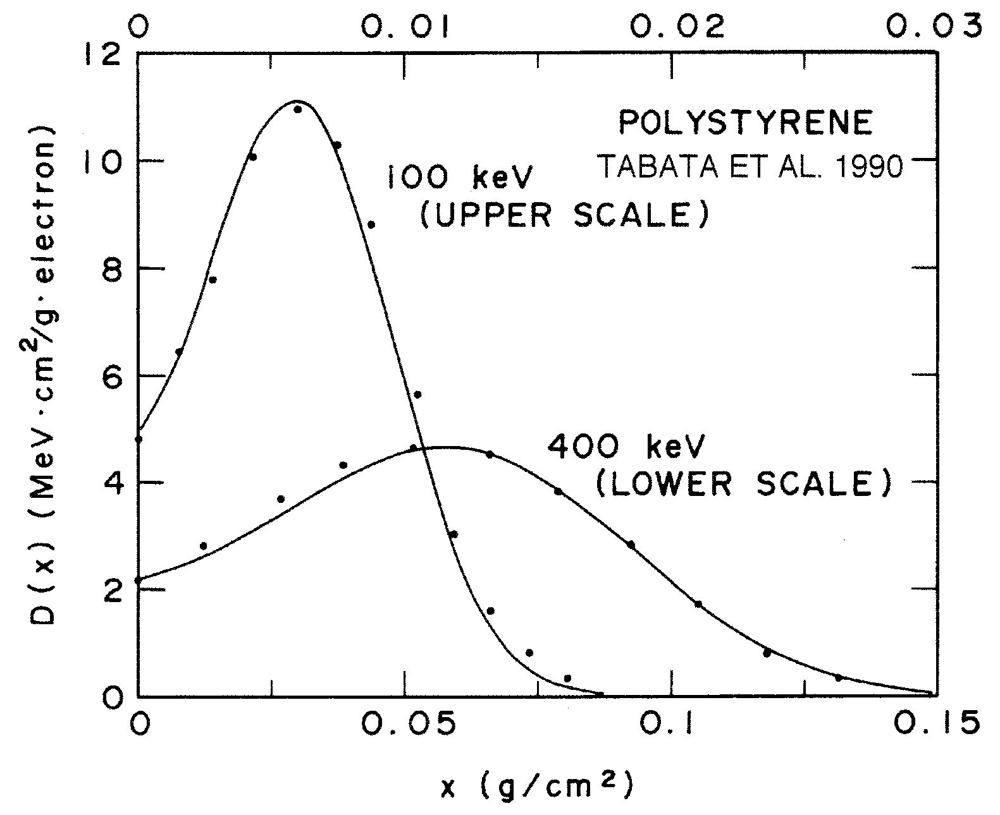 0 0.01 0.02 0.03
12
10
8
6
4
2
0
D(x) (MeV·cm²/g·electron)
POLYSTYRENE
TABATA ET AL. 1990
100 keV
(UPPER SCALE)
400 keV
(LOWER SCALE)
0 0.05 0.1 0.15
x (g/cm²)